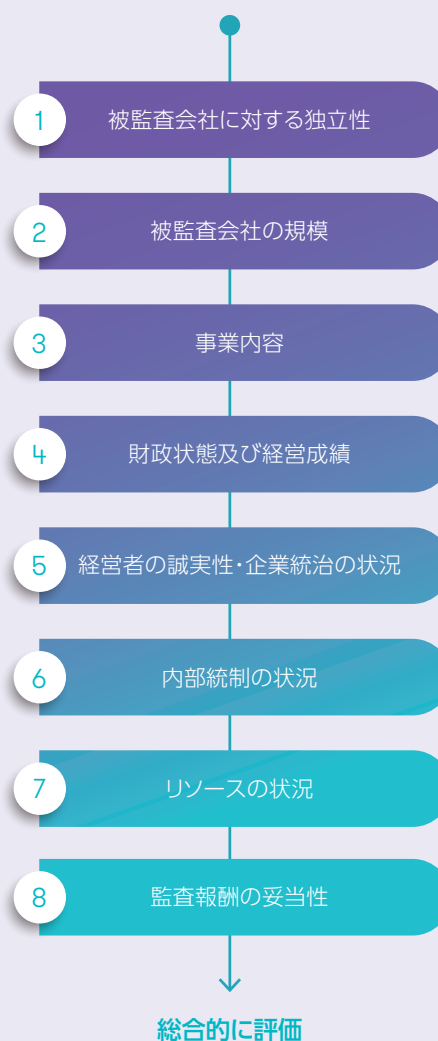 1 被監査会社に対する独立性
2 被監査会社の規模
3 事業内容
4 財政状態及び経営成績
5 経営者の誠実性・企業統治の状況
6 内部統制の状況
7 リソースの状況
8 監査報酬の妥当性
総合的に評価